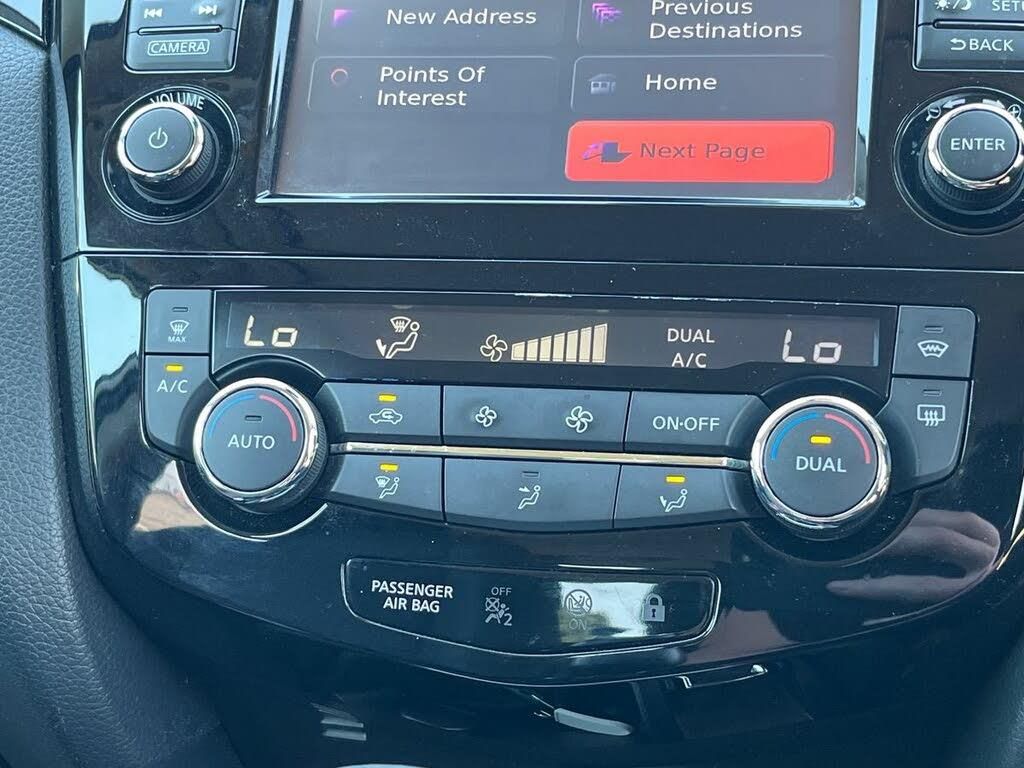 New Address
Previous
Destinations
SETU
CAMERA
BACK
Points Of
Interest
Home
VOLUME
Next Page
ENTER
MAX
Lo
DUAL
A/C
Lo
A/C
AUTO
ON·OFF
DUAL
PASSENGER
AIR BAG
OFF
2
ON